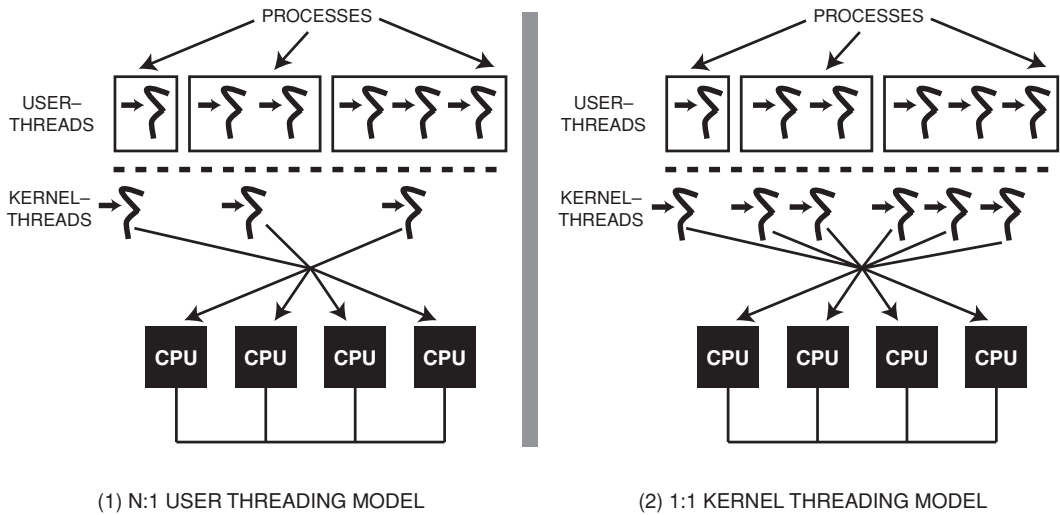 PROCESSES
USER–
THREADS
KERNEL–
THREADS
CPU CPU CPU CPU
(1) N:1 USER THREADING MODEL
PROCESSES
USER–
THREADS
KERNEL–
THREADS
CPU CPU CPU CPU
(2) 1:1 KERNEL THREADING MODEL